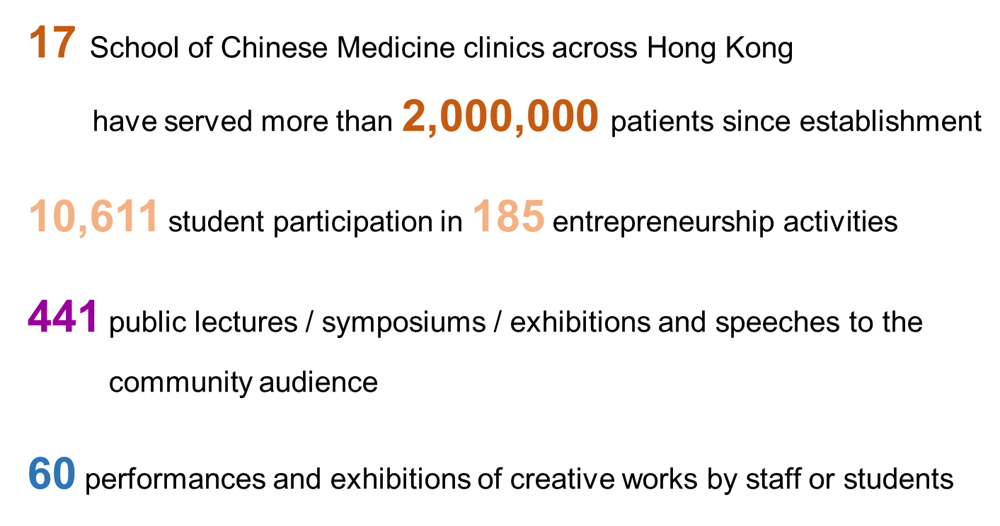 17 School of Chinese Medicine clinics across Hong Kong
have served more than 2,000,000 patients since establishment
10,611 student participation in 185 entrepreneurship activities
441 public lectures / symposiums / exhibitions and speeches to the
community audience
60 performances and exhibitions of creative works by staff or students